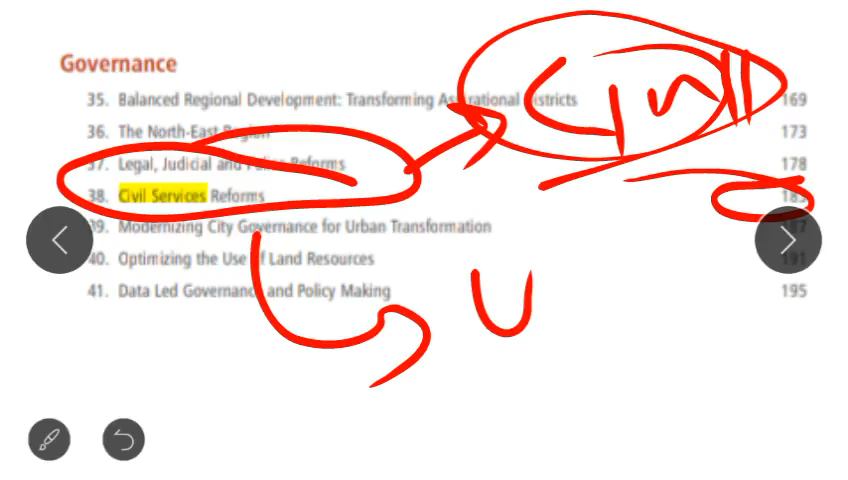 Governance
35. Balanced Regional Development: Transforming Aspirational Districts 169
36. The North-East Region 173
37. Legal, Judicial and Police Reforms 178
38. Civil Services Reforms 183
39. Modernizing City Governance for Urban Transformation 187
40. Optimizing the Use of Land Resources 191
41. Data Led Governance and Policy Making 195
U